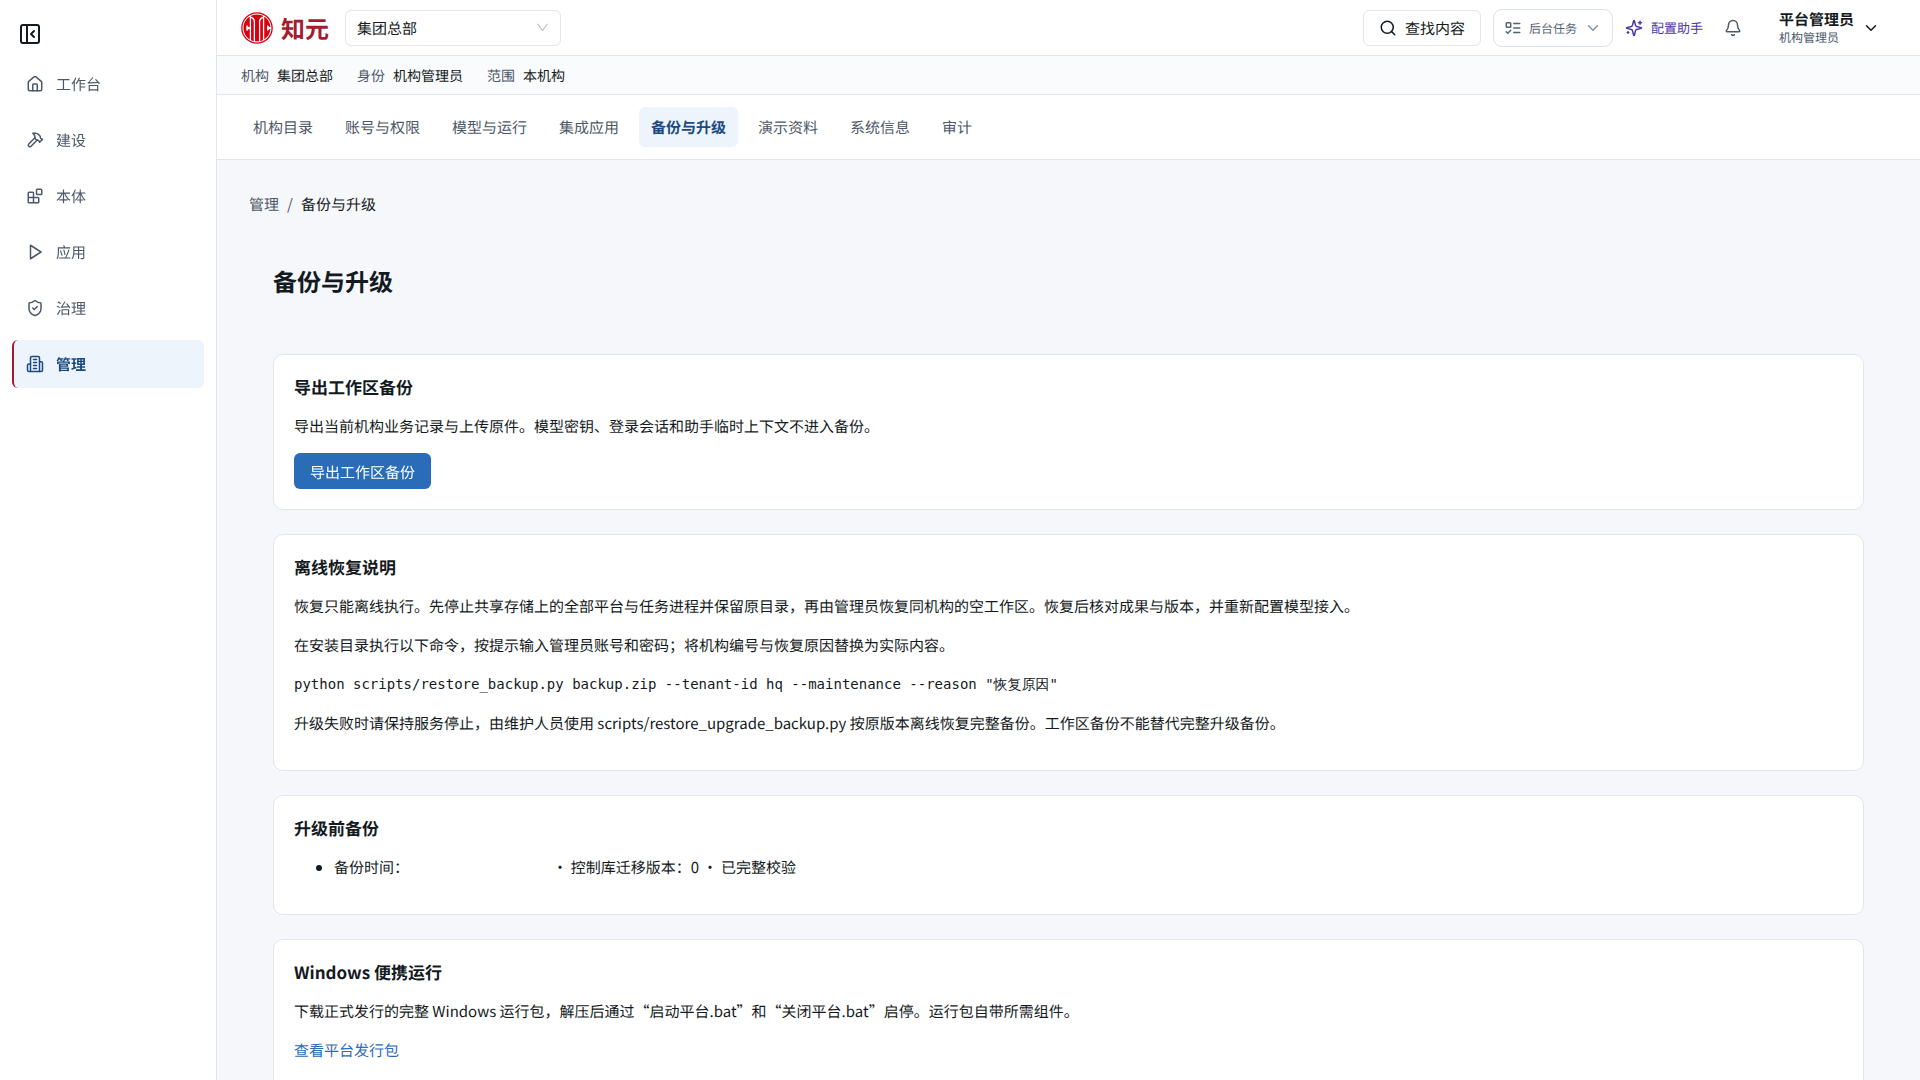 知元
集团总部
查找内容
后台任务
配置助手
平台管理员
机构管理员
工作台
建设
本体
应用
治理
管理
机构 集团总部 身份 机构管理员 范围 本机构
机构目录 账号与权限 模型与运行 集成应用 备份与升级 演示资料 系统信息 审计
管理 / 备份与升级
备份与升级
导出工作区备份
导出当前机构业务记录与上传原件。模型密钥、登录会话和助手临时上下文不进入备份。
导出工作区备份
离线恢复说明
恢复只能离线执行。先停止共享存储上的全部平台与任务进程并保留原目录，再由管理员恢复同机构的空工作区。恢复后核对成果与版本，并重新配置模型接入。
在安装目录执行以下命令，按提示输入管理员账号和密码；将机构编号与恢复原因替换为实际内容。
python scripts/restore_backup.py backup.zip --tenant-id hq --maintenance --reason "恢复原因"
升级失败时请保持服务停止，由维护人员使用 scripts/restore_upgrade_backup.py 按原版本离线恢复完整备份。工作区备份不能替代完整升级备份。
升级前备份
• 备份时间： · 控制库迁移版本：0 · 已完整校验
Windows 便携运行
下载正式发行的完整 Windows 运行包，解压后通过“启动平台.bat”和“关闭平台.bat”启停。运行包自带所需组件。
查看平台发行包